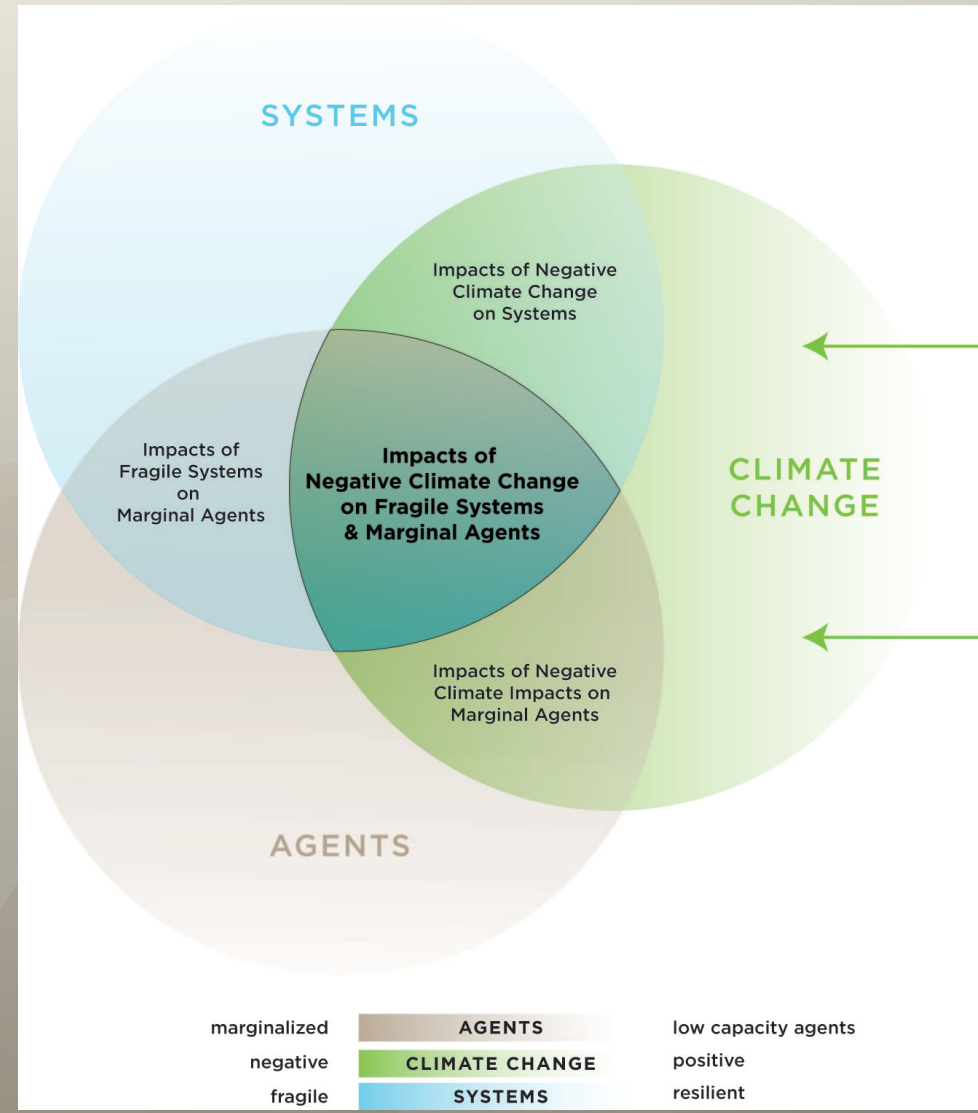 SYSTEMS
Impacts of Negative
Climate Change
on Systems
Impacts of
Fragile Systems
on
Marginal Agents
Impacts of
Negative Climate Change
on Fragile Systems
& Marginal Agents
CLIMATE
CHANGE
Impacts of Negative
Climate Impacts on
Marginal Agents
AGENTS
marginalized AGENTS low capacity agents
negative CLIMATE CHANGE positive
fragile SYSTEMS resilient